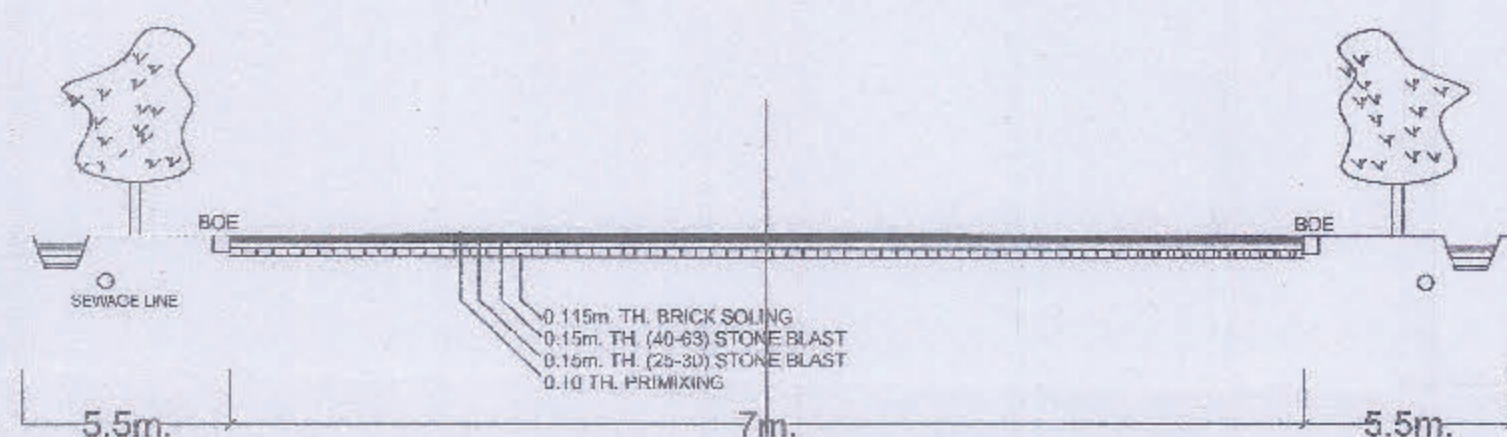 BOE
BOE
SEWAGE LINE
0.115m. TH. BRICK SOLING
0.15m. TH. (40-63) STONE BLAST
0.15m. TH. (25-30) STONE BLAST
0.10 TH. PRIMIXING
5.5m.
7m.
5.5m.